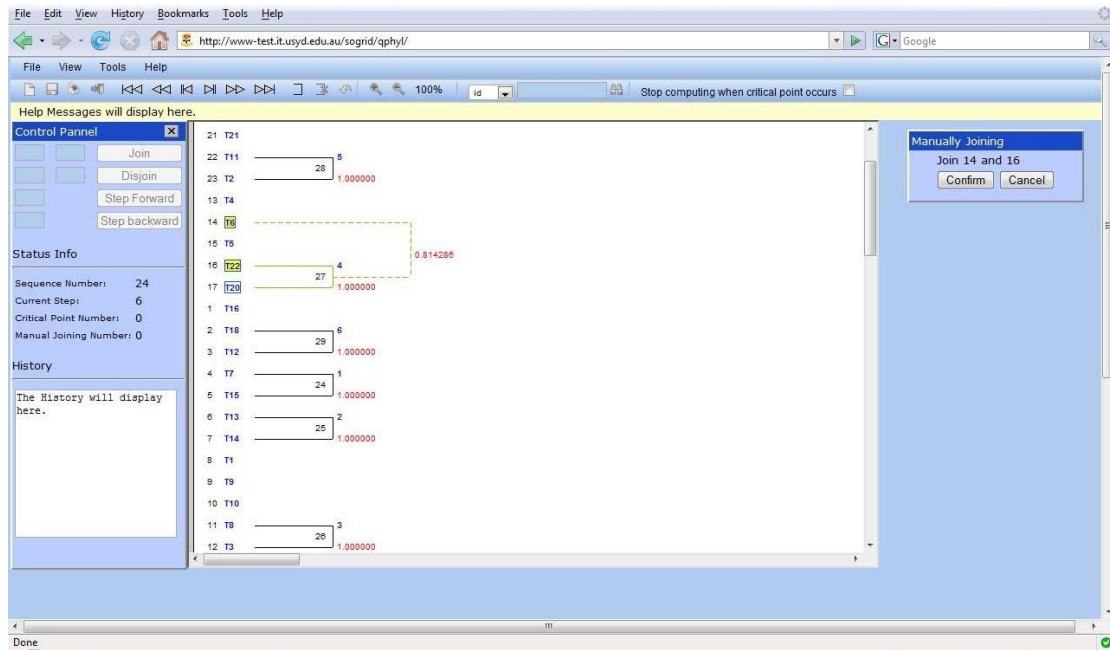 File Edit View History Bookmarks Tools Help
http://www-test.it.usyd.edu.au/sogrid/qphyl/
G Google
File View Tools Help
100% id Stop computing when critical point occurs
Help Messages will display here.
Control Pannel
Join
Disjoin
Step Forward
Step backward
Status Info
Sequence Number: 24
Current Step: 6
Critical Point Number: 0
Manual Joining Number: 0
History
The History will display
here.
21 T21
22 T11 5
28
23 T2 1.000000
13 T4
14 T6
15 T5
0.814286
16 T22 4
27
17 T20 1.000000
1 T16
2 T18 6
29
3 T12 1.000000
4 T7 1
24
5 T15 1.000000
6 T13 2
25
7 T14 1.000000
8 T1
9 T9
10 T10
11 T8 3
26
12 T3 1.000000
Manually Joining
Join 14 and 16
Confirm Cancel
Done